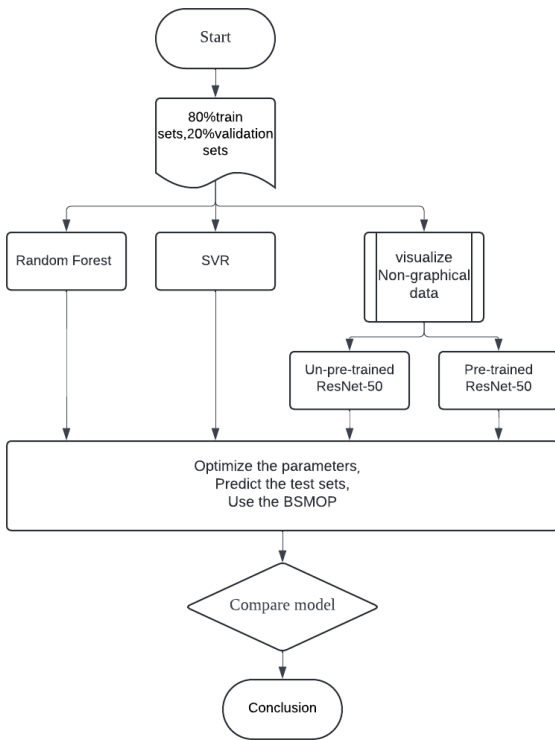 Start
80%train
sets,20%validation
sets
Random Forest
SVR
visualize
Non-graphical
data
Un-pre-trained
ResNet-50
Pre-trained
ResNet-50
Optimize the parameters,
Predict the test sets,
Use the BSMOP
Compare model
Conclusion